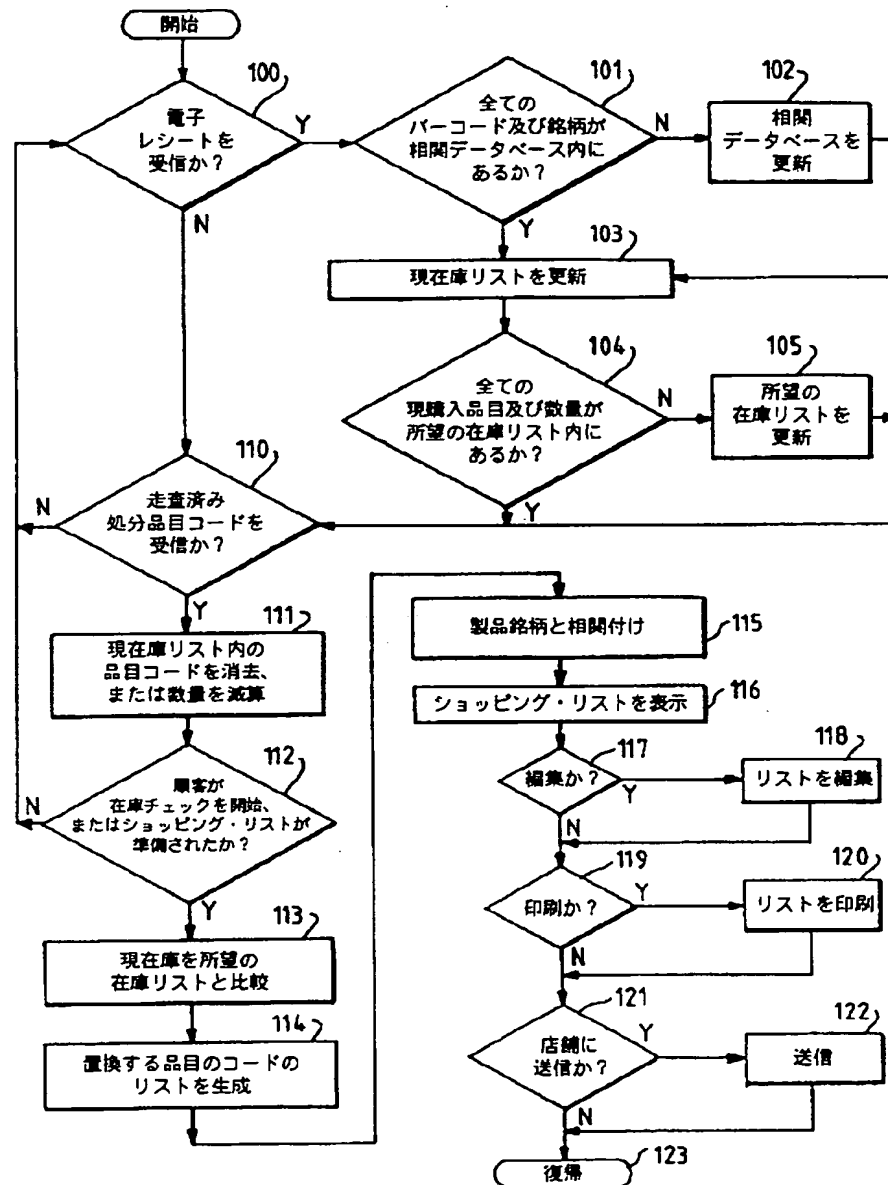 開始
100
電子
レシートを
受信か？
Y
N
101
全ての
バーコード及び銘柄が
相関データベース内に
あるか？
N
Y
102
相関
データベースを
更新
103
現在庫リストを更新
104
全ての
現購入品目及び数量が
所望の在庫リスト内に
あるか？
N
Y
105
所望の
在庫リストを
更新
110
走査済み
処分品目コードを
受信か？
N
Y
111
現在庫リスト内の
品目コードを消去、
または数量を減算
112
顧客が
在庫チェックを開始、
またはショッピング・リストが
準備されたか？
N
Y
113
現在庫を所望の
在庫リストと比較
114
置換する品目のコードの
リストを生成
製品銘柄と相関付け
115
ショッピング・リストを表示
116
117
編集か？
Y
N
118
リストを編集
119
印刷か？
Y
N
120
リストを印刷
121
店舗に
送信か？
Y
N
122
送信
復帰
123